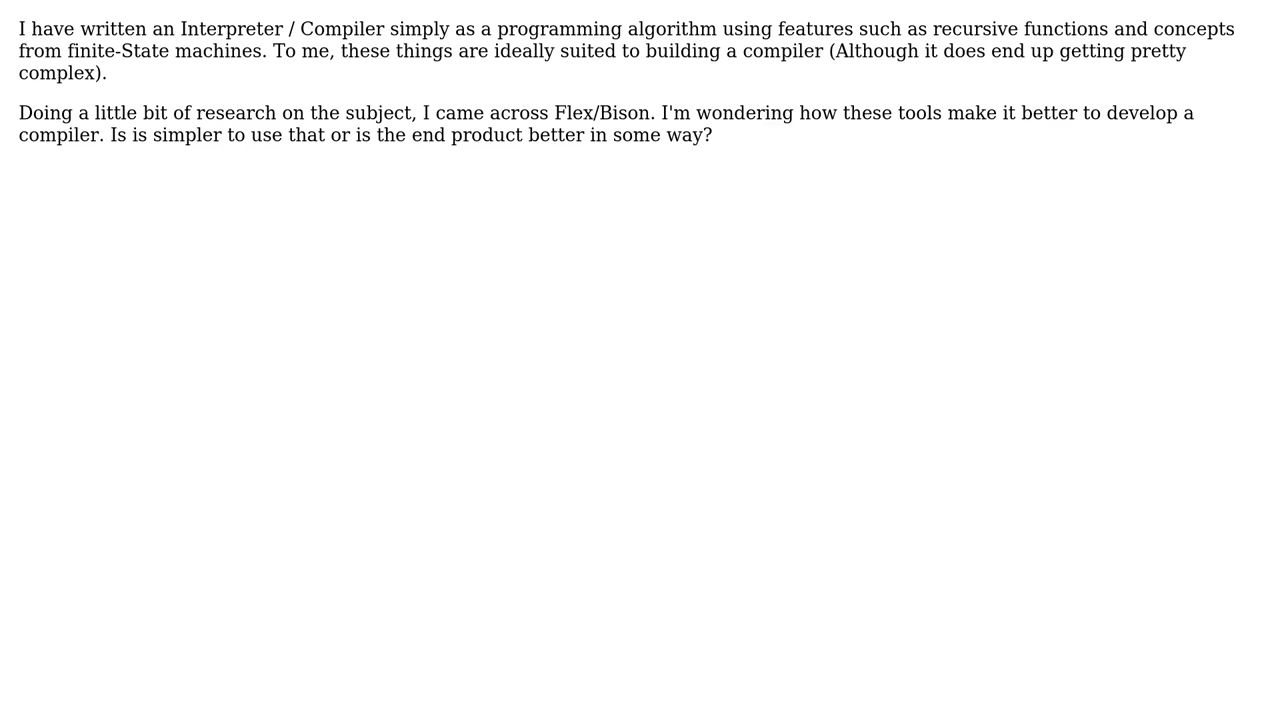 I have written an Interpreter / Compiler simply as a programming algorithm using features such as recursive functions and concepts
from finite-State machines. To me, these things are ideally suited to building a compiler (Although it does end up getting pretty
complex).
Doing a little bit of research on the subject, I came across Flex/Bison. I'm wondering how these tools make it better to develop a
compiler. Is is simpler to use that or is the end product better in some way?